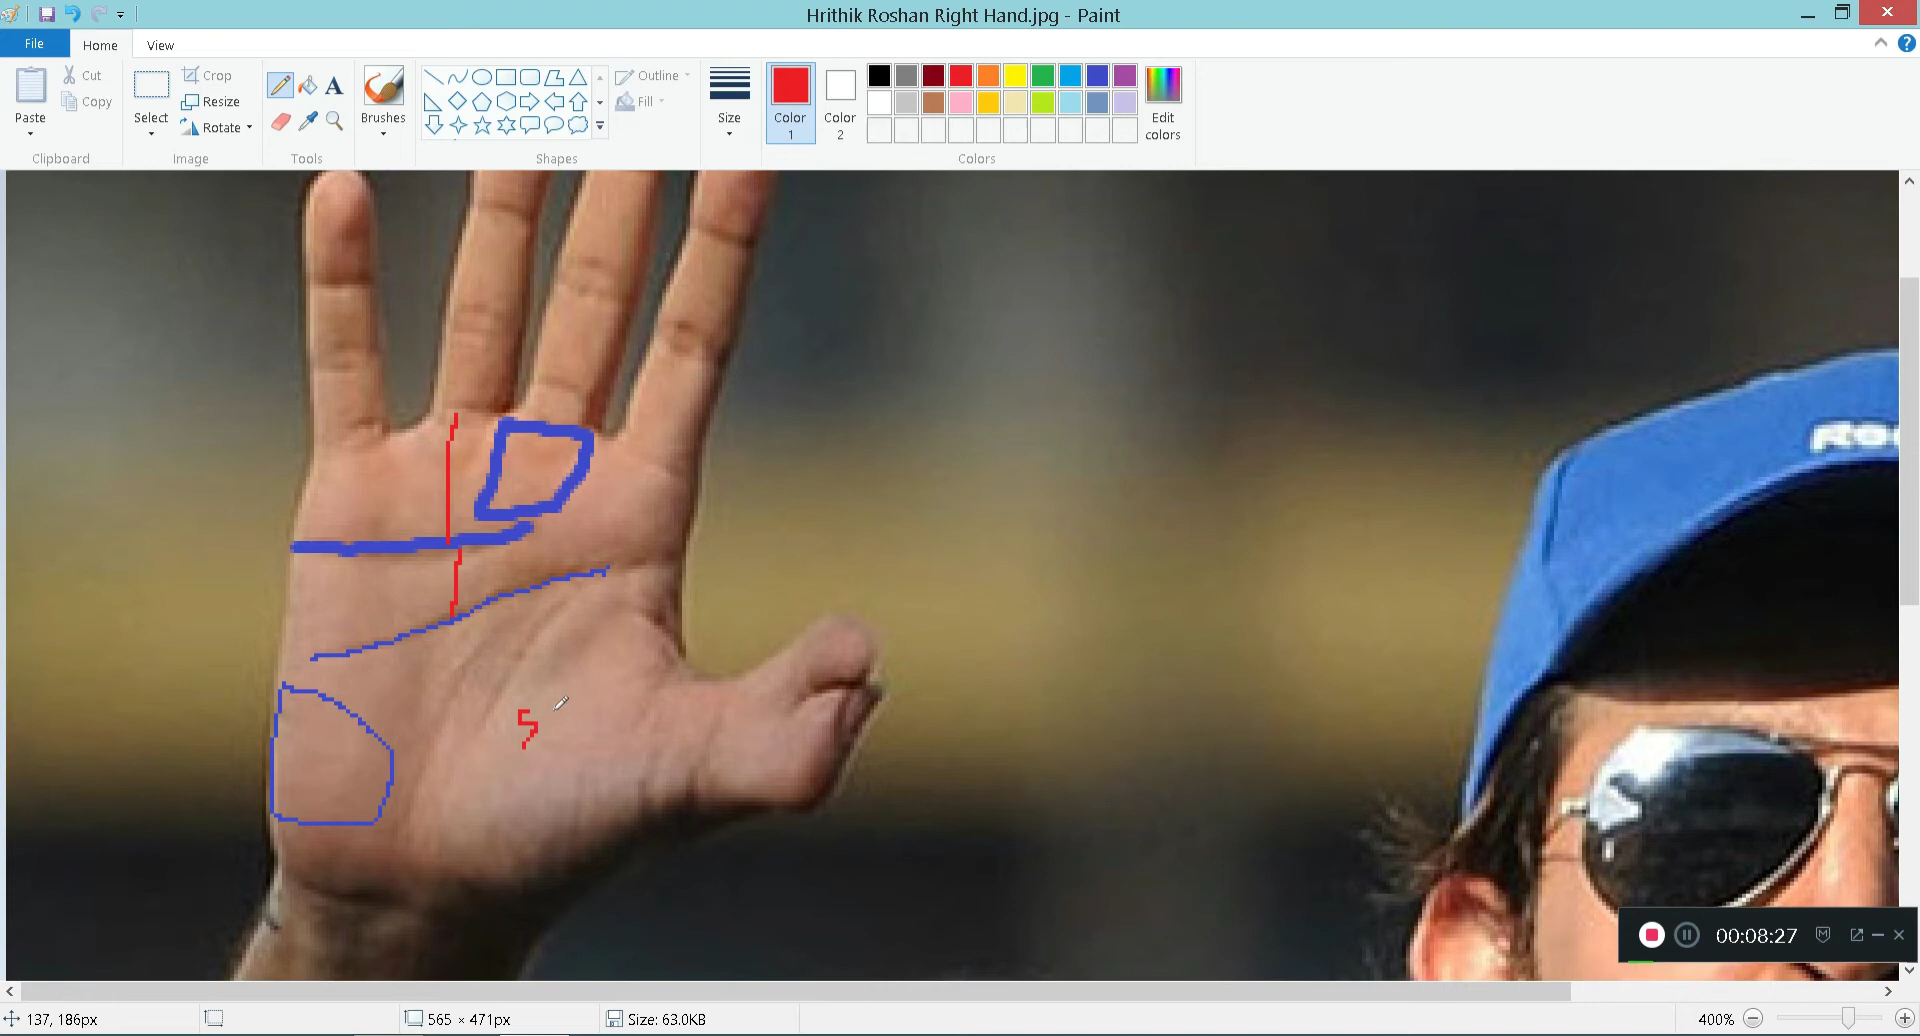 Hrithik Roshan Right Hand.jpg - Paint
File
Home
View
Paste
Cut
Copy
Clipboard
Select
Crop
Resize
Rotate
Image
A
Tools
Brushes
Outline
Fill
Shapes
Size
Color
1
Color
2
Edit
colors
Colors
5
00:08:27
137, 186px
565 × 471px
Size: 63.0KB
400%